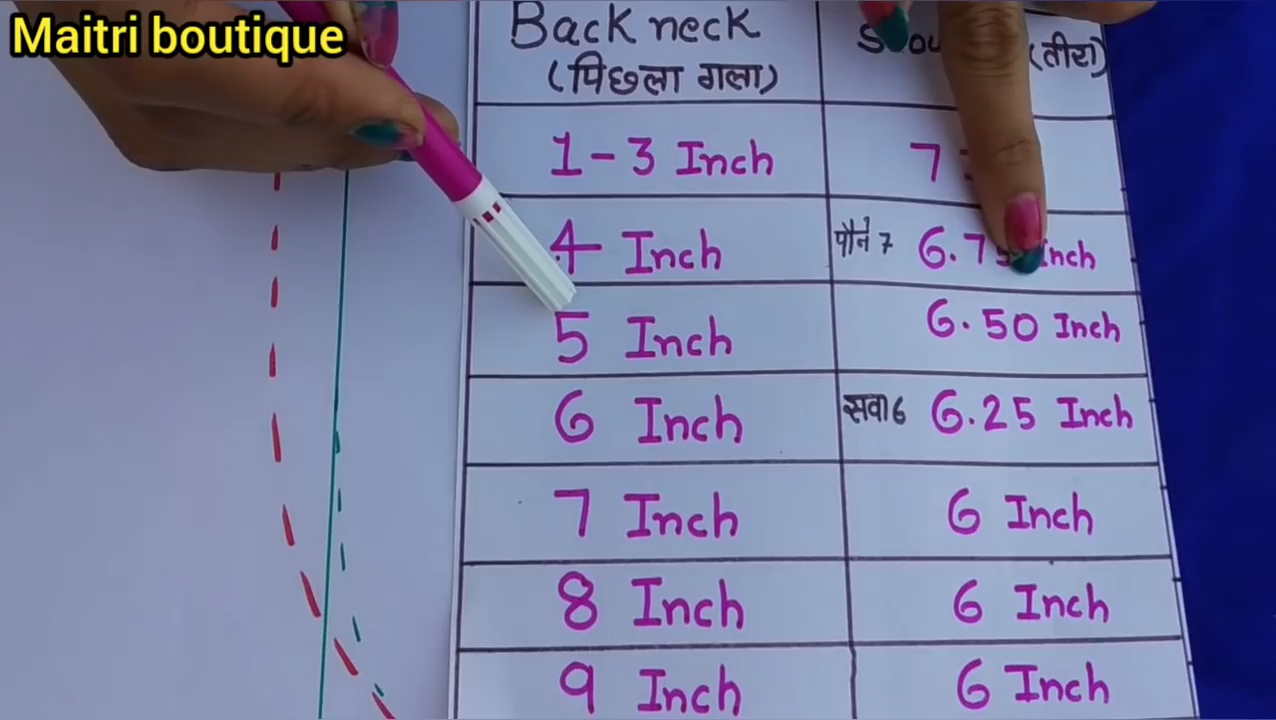 Maitri boutique
Back neck (तीरा)
(पिछला गला)
1-3 Inch 7
4 Inch पौने 7 6.75 Inch
5 Inch 6.50 Inch
6 Inch सवा 6 6.25 Inch
7 Inch 6 Inch
8 Inch 6 Inch
9 Inch 6 Inch